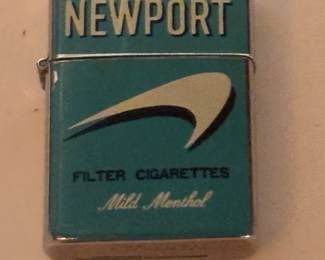 NEWPORT
FILTER CIGARETTES
Mild Menthol